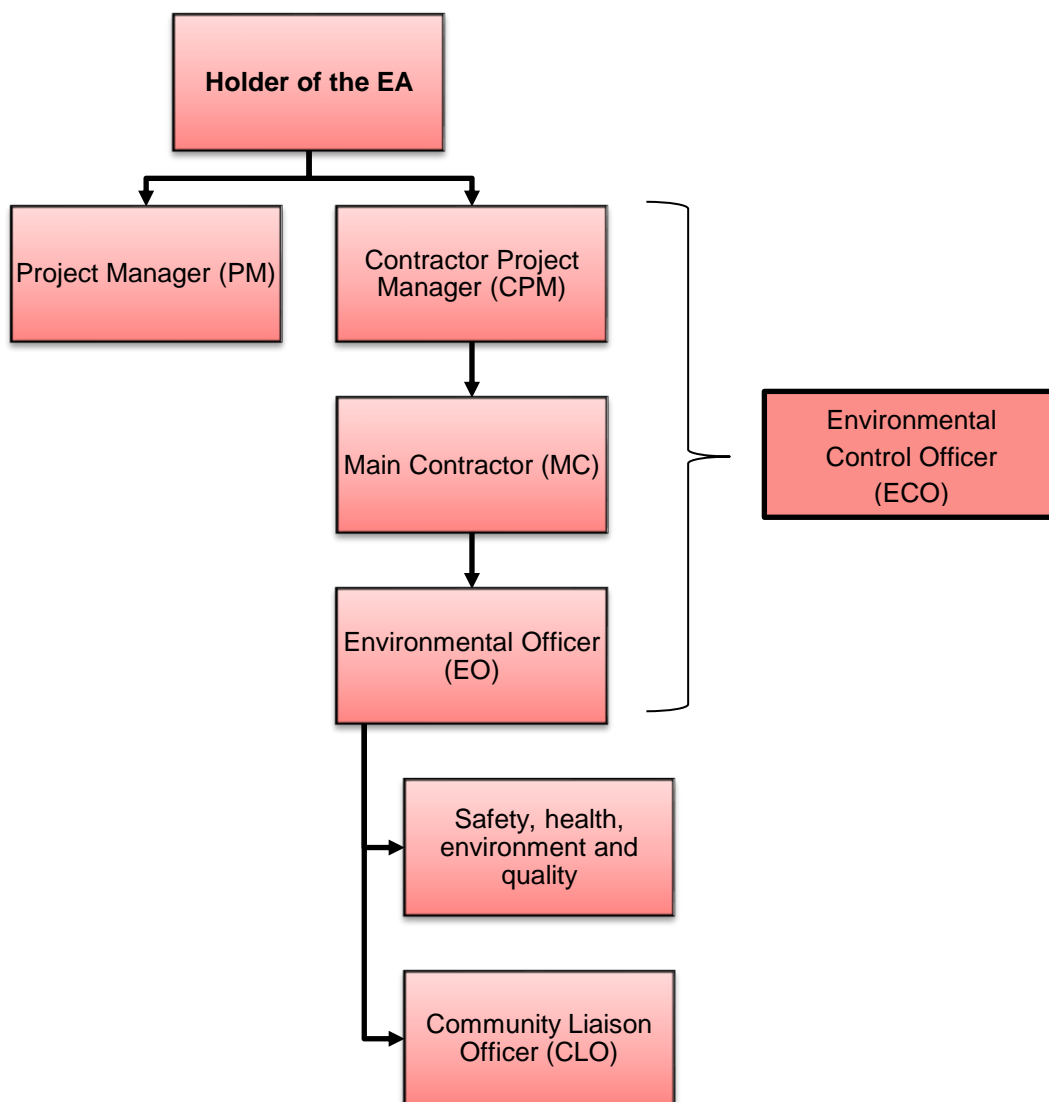 Holder of the EA
Project Manager (PM)
Contractor Project
Manager (CPM)
Main Contractor (MC)
Environmental
Control Officer
(ECO)
Environmental Officer
(EO)
Safety, health,
environment and
quality
Community Liaison
Officer (CLO)